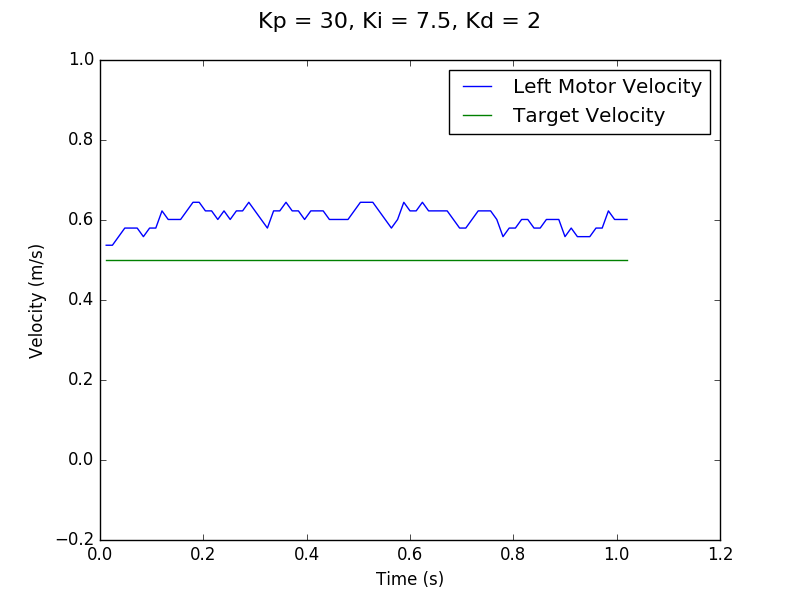 Kp = 30, Ki = 7.5, Kd = 2
Left Motor Velocity
Target Velocity
1.0
0.8
0.6
0.4
0.2
0.0
−0.2
Velocity (m/s)
0.0 0.2 0.4 0.6 0.8 1.0 1.2
Time (s)